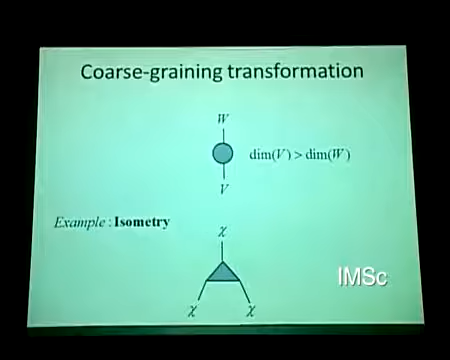 Coarse-graining transformation
W
dim(V) > dim(W)
V
Example : Isometry
χ
IMSc
χ χ